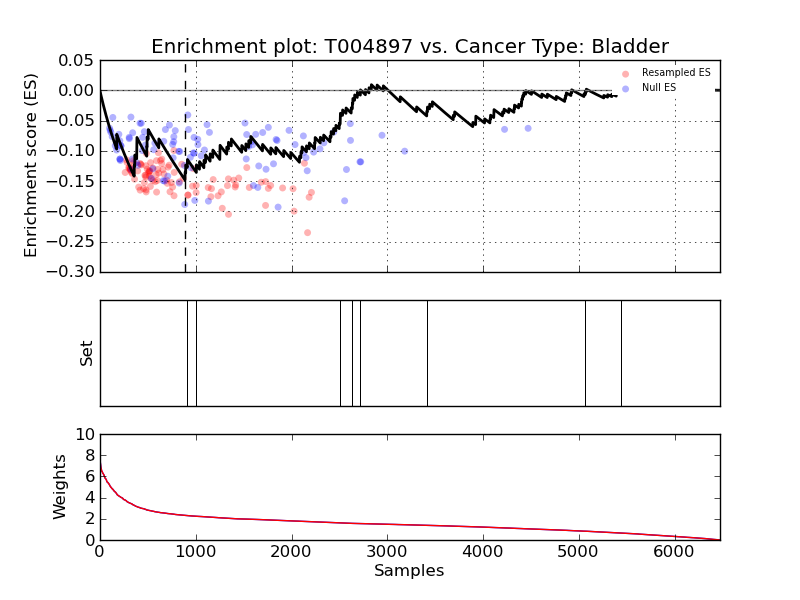 Enrichment plot: T004897 vs. Cancer Type: Bladder
Enrichment score (ES)
0.05
0.00
−0.05
−0.10
−0.15
−0.20
−0.25
−0.30
Resampled ES
Null ES
Set
Weights
10
8
6
4
2
0
0 1000 2000 3000 4000 5000 6000
Samples